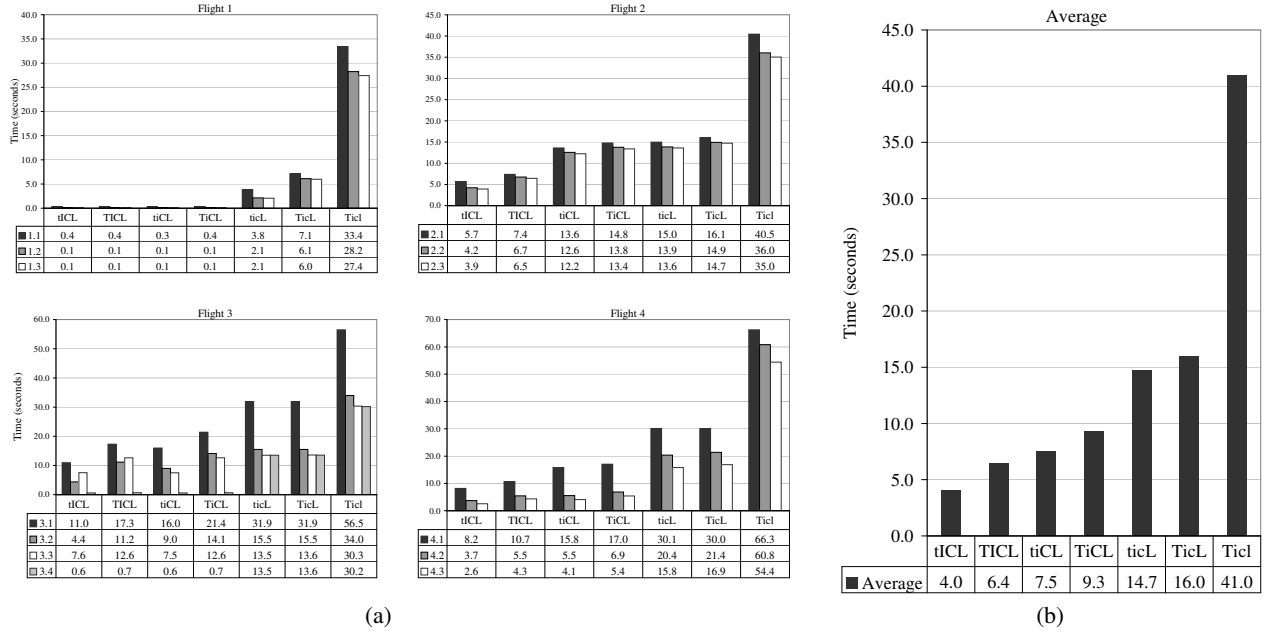 Flight 1
40.0
35.0
30.0
25.0
20.0
15.0
10.0
5.0
0.0
Time (seconds)
tICL TICL tiCL TiCL ticL TicL Ticl
1.1 0.4 0.4 0.3 0.4 3.8 7.1 33.4
1.2 0.1 0.1 0.1 0.1 2.1 6.1 28.2
1.3 0.1 0.1 0.1 0.1 2.1 6.0 27.4
Flight 2
45.0
40.0
35.0
30.0
25.0
20.0
15.0
10.0
5.0
0.0
tICL TICL tiCL TiCL ticL TicL Ticl
2.1 5.7 7.4 13.6 14.8 15.0 16.1 40.5
2.2 4.2 6.7 12.6 13.8 13.9 14.9 36.0
2.3 3.9 6.5 12.2 13.4 13.6 14.7 35.0
Flight 3
60.0
50.0
40.0
30.0
20.0
10.0
0.0
Time (seconds)
tICL TICL tiCL TiCL ticL TicL Ticl
3.1 11.0 17.3 16.0 21.4 31.9 31.9 56.5
3.2 4.4 11.2 9.0 14.1 15.5 15.5 34.0
3.3 7.6 12.6 7.5 12.6 13.5 13.6 30.3
3.4 0.6 0.7 0.6 0.7 13.5 13.6 30.2
Flight 4
70.0
60.0
50.0
40.0
30.0
20.0
10.0
0.0
tICL TICL tiCL TiCL ticL TicL Ticl
4.1 8.2 10.7 15.8 17.0 30.1 30.0 66.3
4.2 3.7 5.5 5.5 6.9 20.4 21.4 60.8
4.3 2.6 4.3 4.1 5.4 15.8 16.9 54.4
(a)
Average
45.0
40.0
35.0
30.0
25.0
20.0
15.0
10.0
5.0
0.0
Time (seconds)
tICL TICL tiCL TiCL ticL TicL Ticl
Average 4.0 6.4 7.5 9.3 14.7 16.0 41.0
(b)